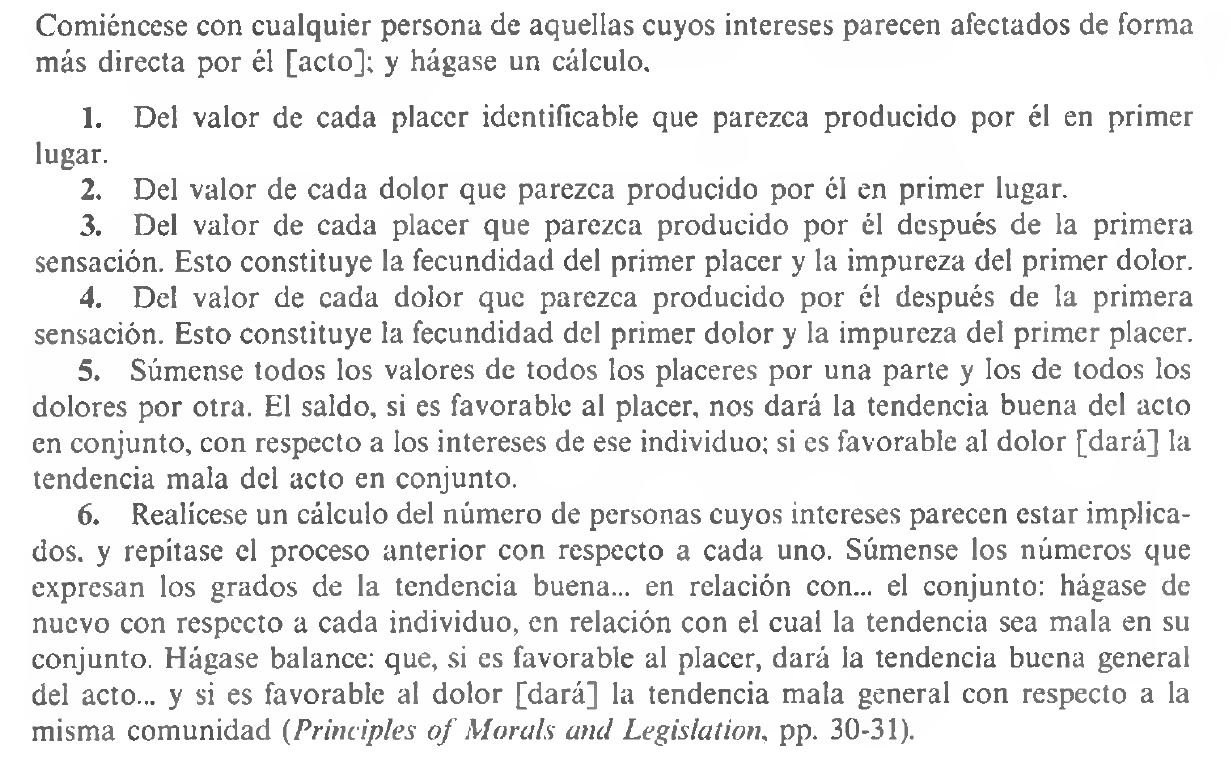 Comiéncese con cualquier persona de aquellas cuyos intereses parecen afectados de forma
más directa por él [acto]; y hágase un cálculo.
1. Del valor de cada placer identificable que parezca producido por él en primer
lugar.
2. Del valor de cada dolor que parezca producido por él en primer lugar.
3. Del valor de cada placer que parezca producido por él después de la primera
sensación. Esto constituye la fecundidad del primer placer y la impureza del primer dolor.
4. Del valor de cada dolor que parezca producido por él después de la primera
sensación. Esto constituye la fecundidad del primer dolor y la impureza del primer placer.
5. Súmense todos los valores de todos los placeres por una parte y los de todos los
dolores por otra. El saldo, si es favorable al placer, nos dará la tendencia buena del acto
en conjunto, con respecto a los intereses de ese individuo; si es favorable al dolor [dará] la
tendencia mala del acto en conjunto.
6. Realícese un cálculo del número de personas cuyos intereses parecen estar implica-
dos, y repítase el proceso anterior con respecto a cada uno. Súmense los números que
expresan los grados de la tendencia buena... en relación con... el conjunto: hágase de
nuevo con respecto a cada individuo, en relación con el cual la tendencia sea mala en su
conjunto. Hágase balance: que, si es favorable al placer, dará la tendencia buena general
del acto... y si es favorable al dolor [dará] la tendencia mala general con respecto a la
misma comunidad (Principles of Morals and Legislation, pp. 30-31).